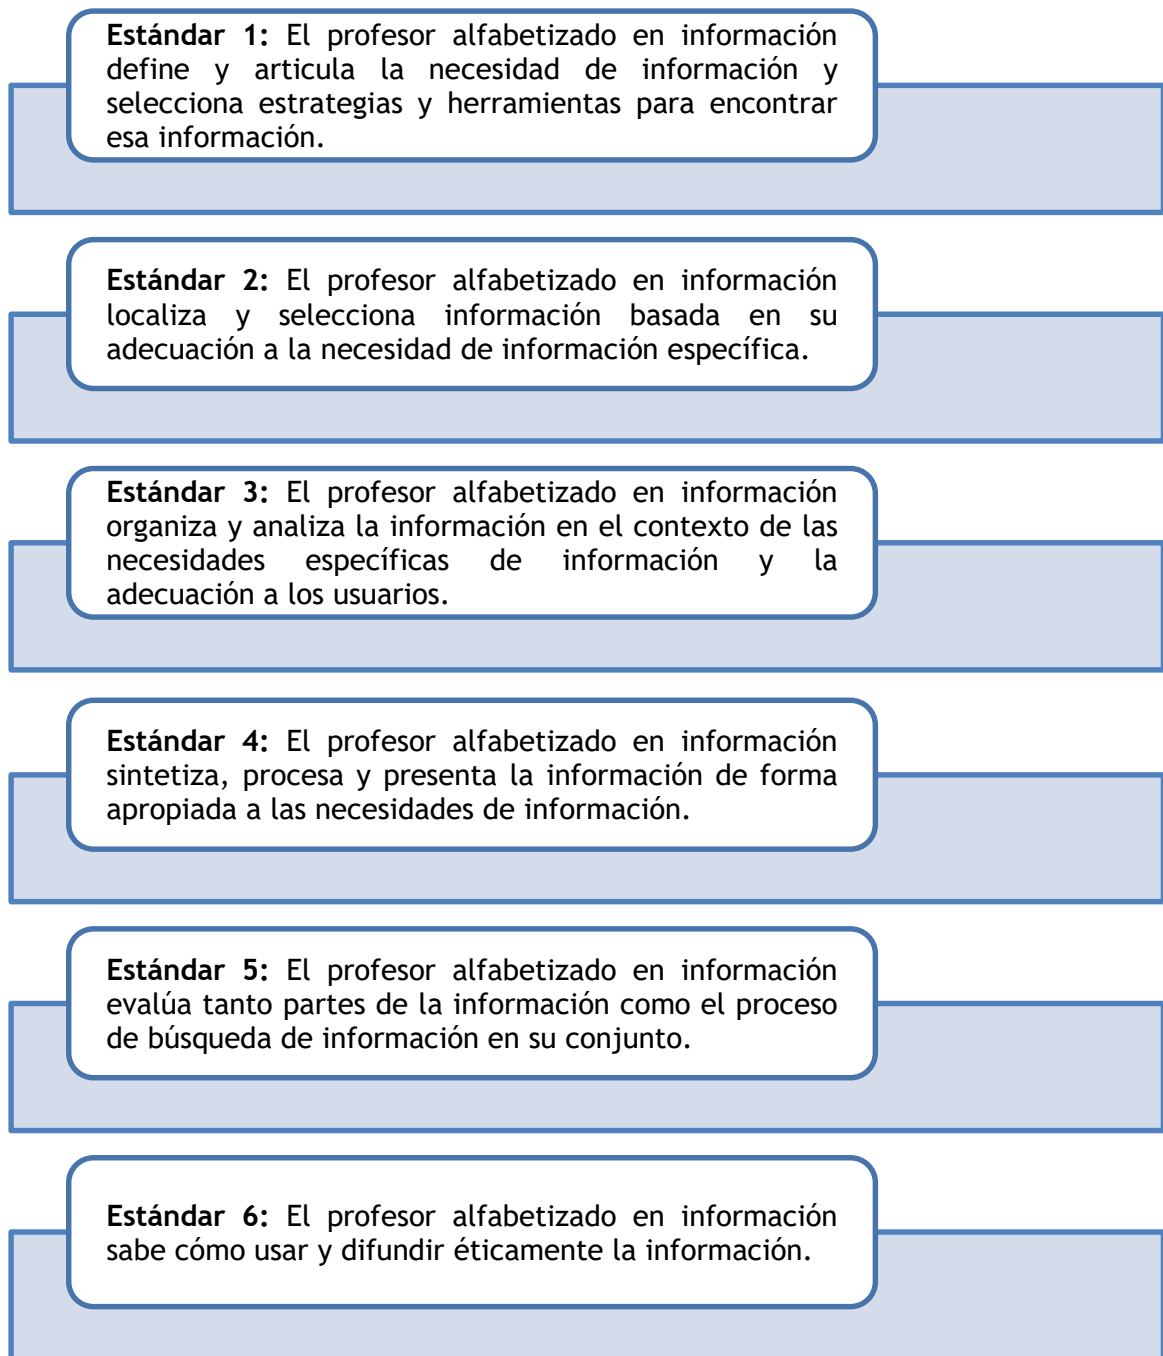 Estándar 1: El profesor alfabetizado en información
define y articula la necesidad de información y
selecciona estrategias y herramientas para encontrar
esa información.
Estándar 2: El profesor alfabetizado en información
localiza y selecciona información basada en su
adecuación a la necesidad de información específica.
Estándar 3: El profesor alfabetizado en información
organiza y analiza la información en el contexto de las
necesidades específicas de información y la
adecuación a los usuarios.
Estándar 4: El profesor alfabetizado en información
sintetiza, procesa y presenta la información de forma
apropiada a las necesidades de información.
Estándar 5: El profesor alfabetizado en información
evalúa tanto partes de la información como el proceso
de búsqueda de información en su conjunto.
Estándar 6: El profesor alfabetizado en información
sabe cómo usar y difundir éticamente la información.